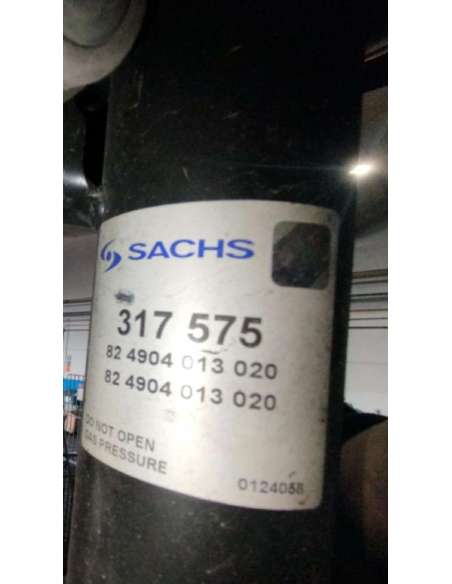 SACHS
317 575
82 4904 013 020
82 4904 013 020
DO NOT OPEN
GAS PRESSURE
0124058